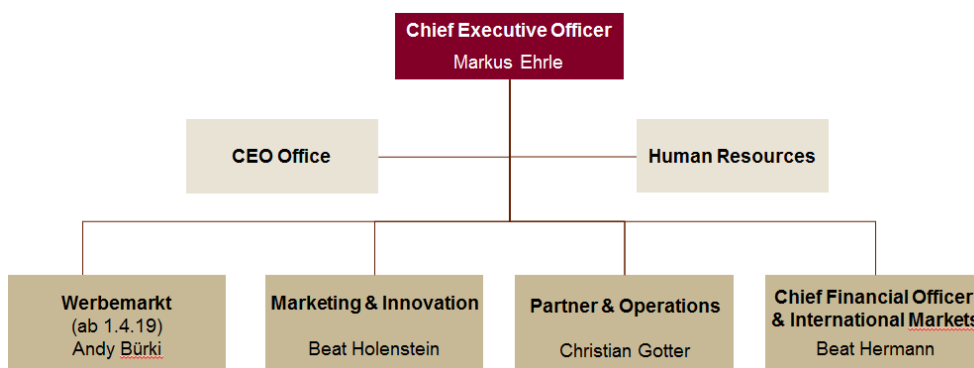 Chief Executive Officer
Markus Ehrle
CEO Office
Human Resources
Werbemarkt
(ab 1.4.19)
Andy Bürki
Marketing & Innovation
Beat Holenstein
Partner & Operations
Christian Gotter
Chief Financial Officer
& International Markets
Beat Hermann